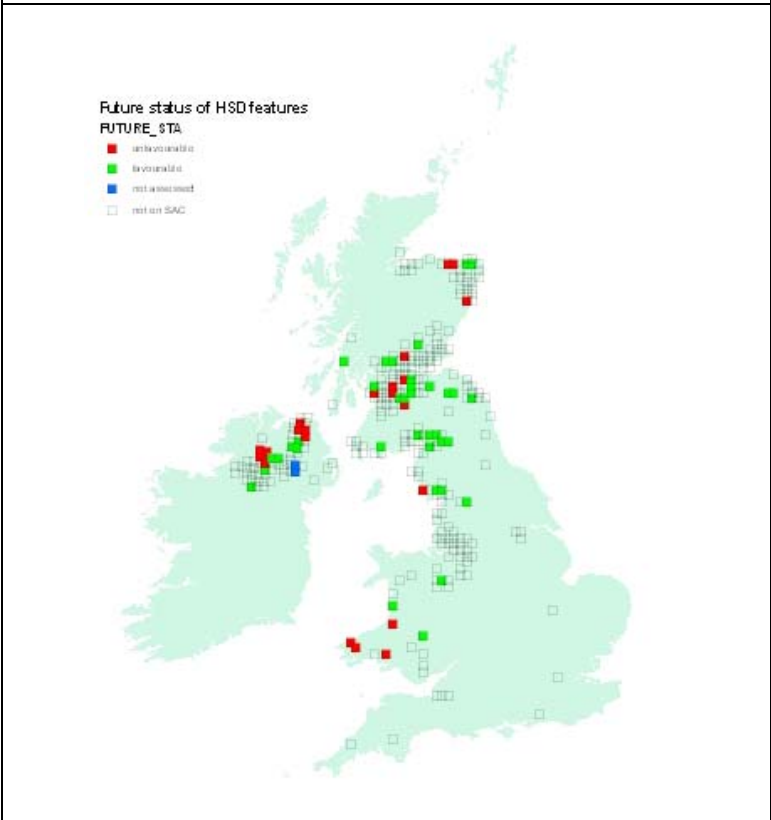 Future status of HSD features
FUTURE_STA
unfavourable
favourable
not assessed
not on SAC